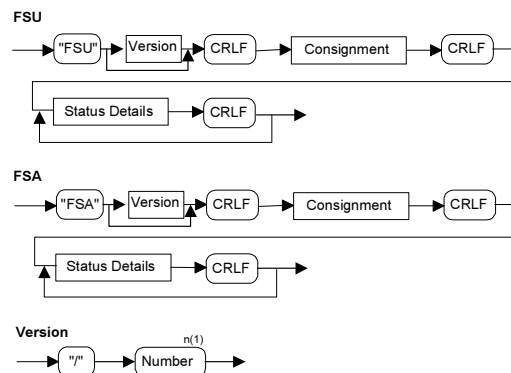 FSU
"FSU" Version CRLF Consignment CRLF
Status Details CRLF
FSA
"FSA" Version CRLF Consignment CRLF
Status Details CRLF
Version
n(1)
"/" Number